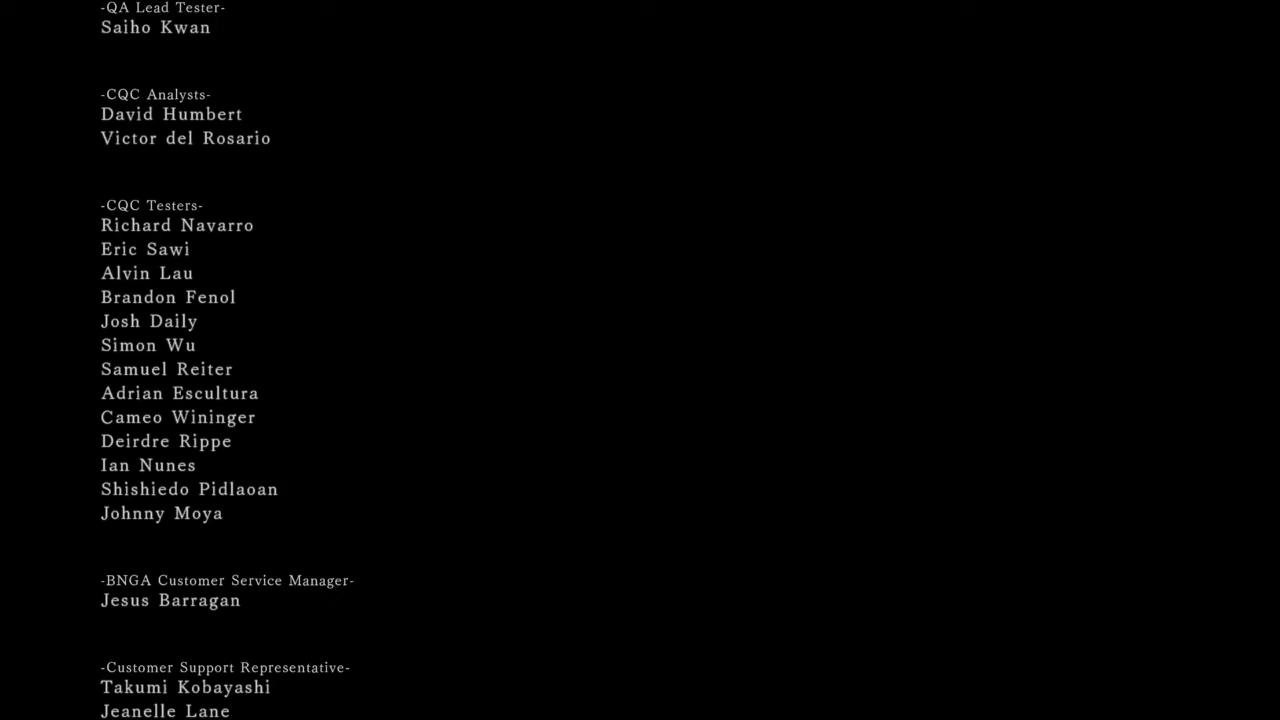 -QA Lead Tester-
Saiho Kwan
-CQC Analysts-
David Humbert
Victor del Rosario
-CQC Testers-
Richard Navarro
Eric Sawi
Alvin Lau
Brandon Fenol
Josh Daily
Simon Wu
Samuel Reiter
Adrian Escultura
Cameo Wininger
Deirdre Rippe
Ian Nunes
Shishiedo Pidlaoan
Johnny Moya
-BNGA Customer Service Manager-
Jesus Barragan
-Customer Support Representative-
Takumi Kobayashi
Jeanelle Lane